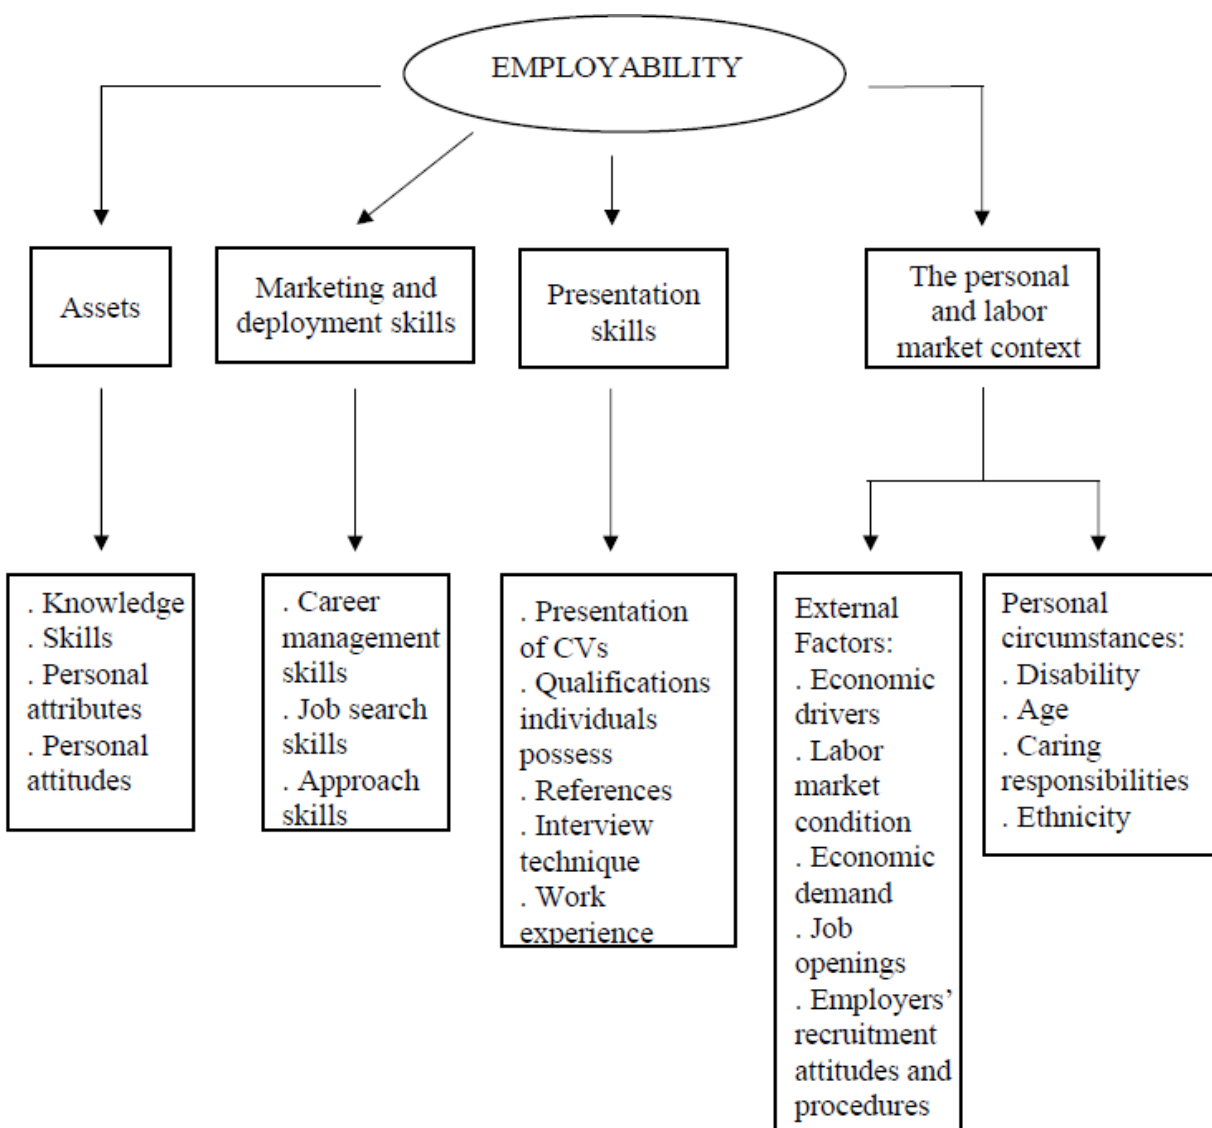 EMPLOYABILITY
Assets
Marketing and
deployment skills
Presentation
skills
The personal
and labor
market context
. Knowledge
. Skills
. Personal
attributes
. Personal
attitudes
. Career
management
skills
. Job search
skills
. Approach
skills
. Presentation
of CVs
. Qualifications
individuals
possess
. References
. Interview
technique
. Work
experience
External
Factors:
. Economic
drivers
. Labor
market
condition
. Economic
demand
. Job
openings
. Employers’
recruitment
attitudes and
procedures
Personal
circumstances:
. Disability
. Age
. Caring
responsibilities
. Ethnicity